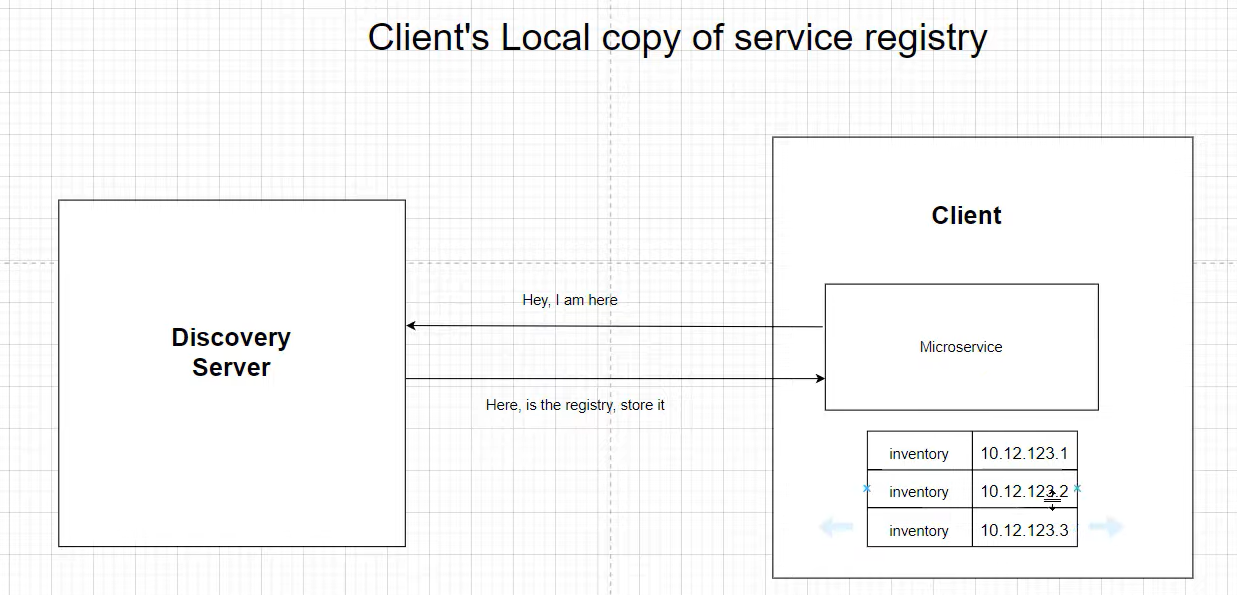 Client's Local copy of service registry
Client
Hey, I am here
Discovery
Server
Microservice
Here, is the registry, store it
inventory 10.12.123.1
inventory 10.12.123.2
inventory 10.12.123.3